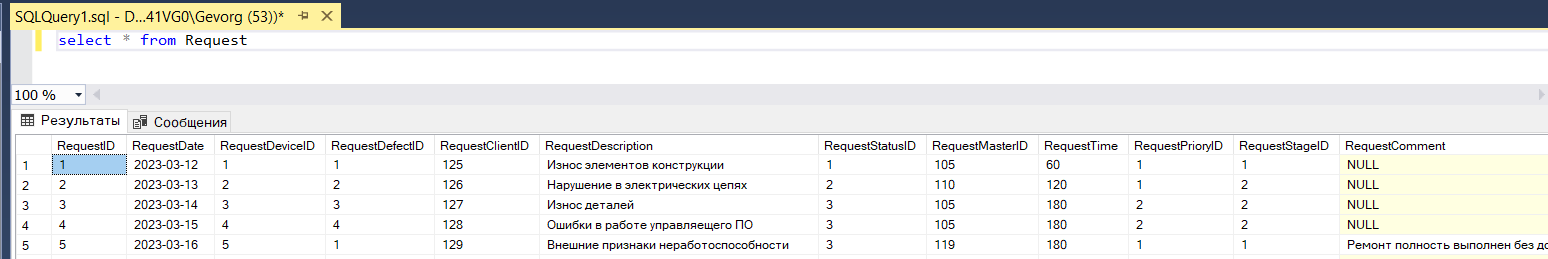 SQLQuery1.sql - D...41VG0\Gevorg (53))*
select * from Request
100 %
Результаты Сообщения
RequestID RequestDate RequestDeviceID RequestDefectID RequestClientID RequestDescription RequestStatusID RequestMasterID RequestTime RequestPrioryID RequestStageID RequestComment
1 1 2023-03-12 1 1 125 Износ элементов конструкции 1 105 60 1 1 NULL
2 2 2023-03-13 2 2 126 Нарушение в электрических цепях 2 110 120 1 2 NULL
3 3 2023-03-14 3 3 127 Износ деталей 3 105 180 2 2 NULL
4 4 2023-03-15 4 4 128 Ошибки в работе управляещего ПО 3 105 180 2 2 NULL
5 5 2023-03-16 5 1 129 Внешние признаки неработоспособности 3 119 180 1 1 Ремонт полность выполнен без до